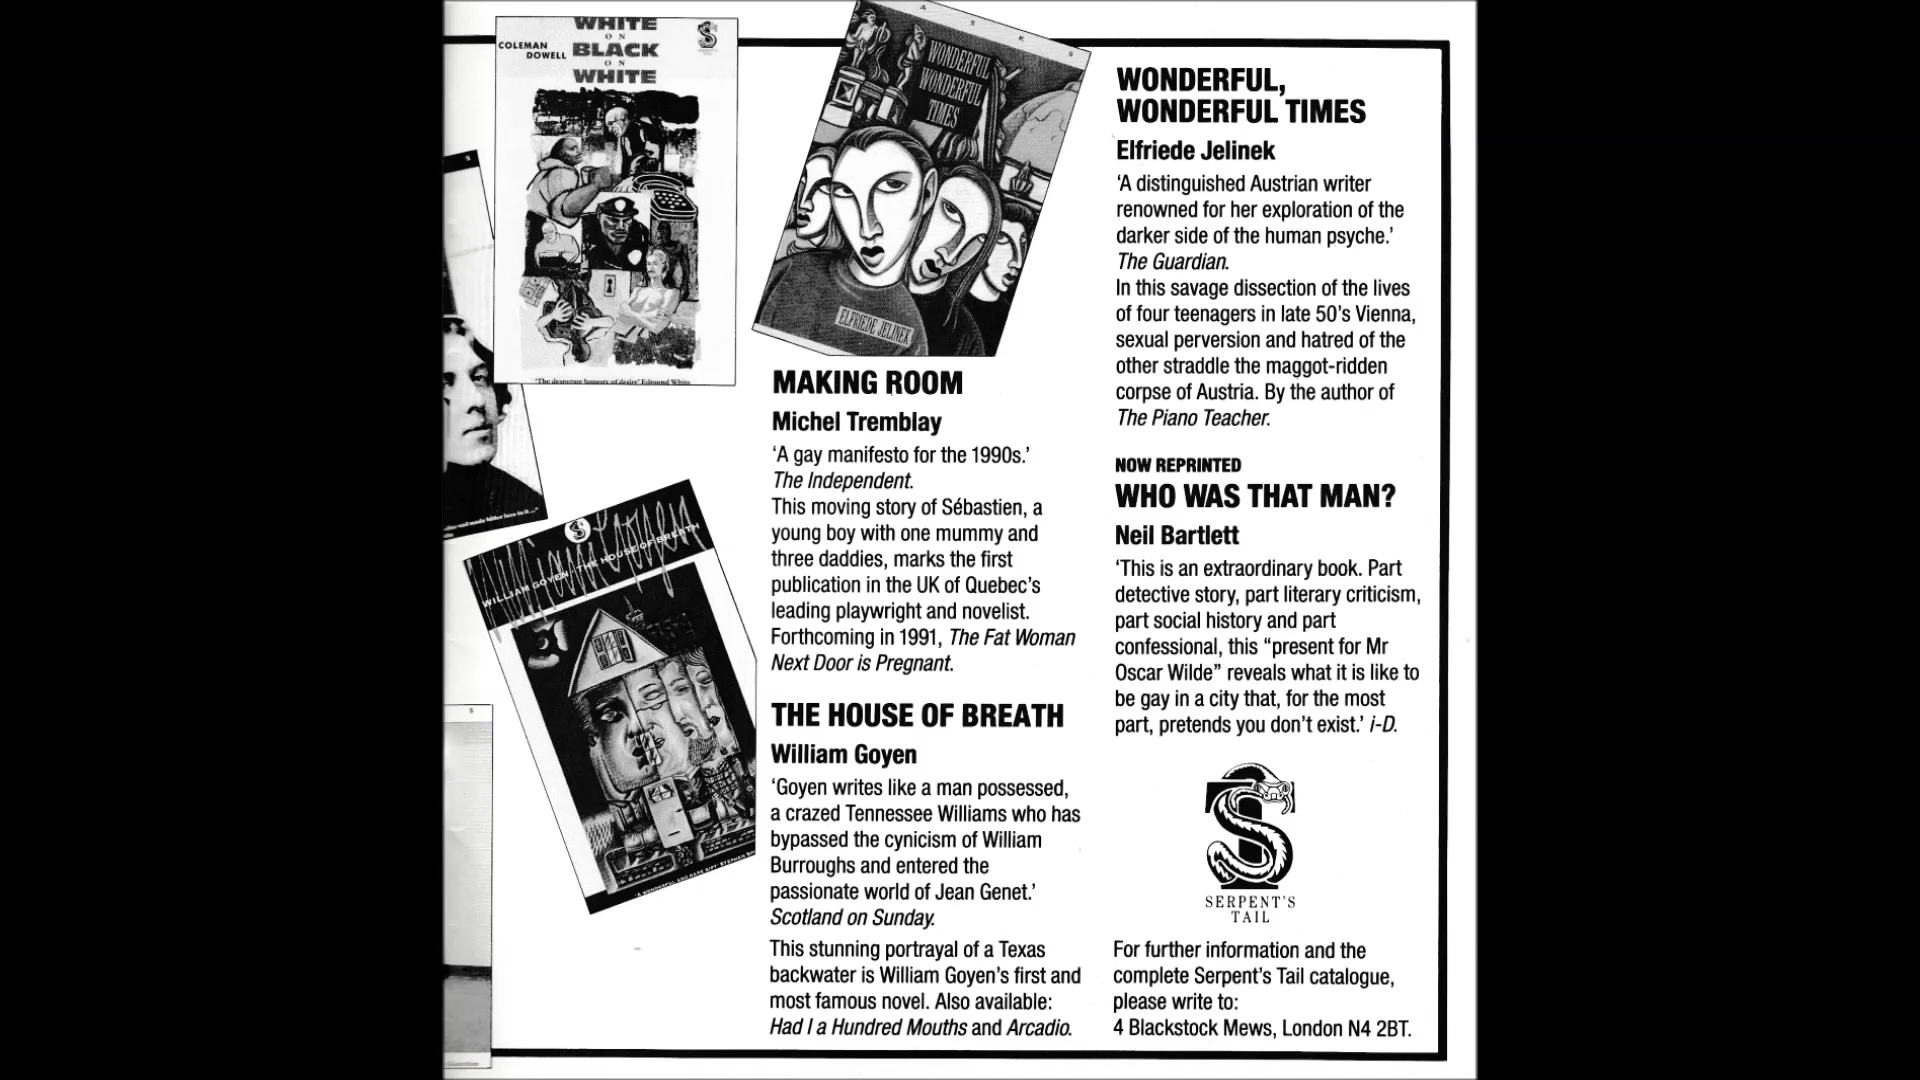 WHITE
ON
BLACK
ON
WHITE
COLEMAN
DOWELL
'The desperate honesty of desire' Edmund White
WONDERFUL
WONDERFUL
TIMES
ELFRIEDE JELINEK
WILLIAM GOYEN · THE HOUSE OF BREATH
MAKING ROOM
Michel Tremblay
‘A gay manifesto for the 1990s.’
The Independent.
This moving story of Sébastien, a
young boy with one mummy and
three daddies, marks the first
publication in the UK of Quebec’s
leading playwright and novelist.
Forthcoming in 1991, The Fat Woman
Next Door is Pregnant.
THE HOUSE OF BREATH
William Goyen
‘Goyen writes like a man possessed,
a crazed Tennessee Williams who has
bypassed the cynicism of William
Burroughs and entered the
passionate world of Jean Genet.’
Scotland on Sunday.
This stunning portrayal of a Texas
backwater is William Goyen’s first and
most famous novel. Also available:
Had I a Hundred Mouths and Arcadio.
WONDERFUL,
WONDERFUL TIMES
Elfriede Jelinek
‘A distinguished Austrian writer
renowned for her exploration of the
darker side of the human psyche.’
The Guardian.
In this savage dissection of the lives
of four teenagers in late 50’s Vienna,
sexual perversion and hatred of the
other straddle the maggot-ridden
corpse of Austria. By the author of
The Piano Teacher.
NOW REPRINTED
WHO WAS THAT MAN?
Neil Bartlett
‘This is an extraordinary book. Part
detective story, part literary criticism,
part social history and part
confessional, this “present for Mr
Oscar Wilde” reveals what it is like to
be gay in a city that, for the most
part, pretends you don’t exist.’ i-D.
SERPENT’S
TAIL
For further information and the
complete Serpent’s Tail catalogue,
please write to:
4 Blackstock Mews, London N4 2BT.